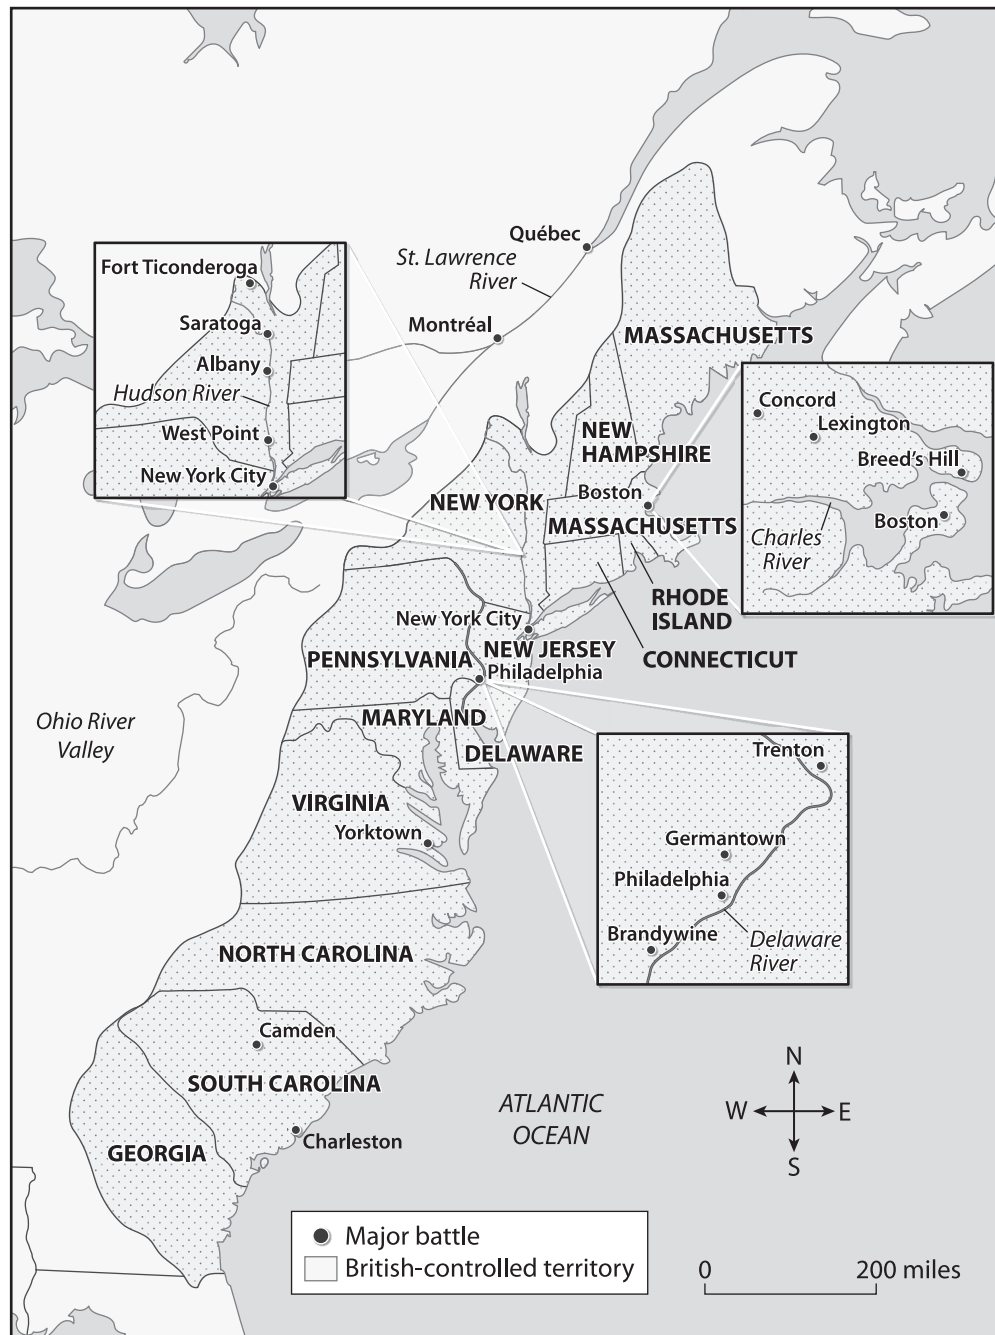 Québec
St. Lawrence
River
Montréal
Fort Ticonderoga
Saratoga
Albany
Hudson River
West Point
New York City
MASSACHUSETTS
Concord
Lexington
Breed's Hill
Boston
Charles
River
NEW
HAMPSHIRE
Boston
NEW YORK
MASSACHUSETTS
RHODE
ISLAND
New York City
NEW JERSEY
CONNECTICUT
PENNSYLVANIA
Philadelphia
Ohio River
Valley
MARYLAND
DELAWARE
Trenton
Germantown
Philadelphia
Brandywine
Delaware
River
VIRGINIA
Yorktown
NORTH CAROLINA
Camden
SOUTH CAROLINA
Charleston
GEORGIA
ATLANTIC
OCEAN
N
W
E
S
Major battle
British-controlled territory
0
200 miles